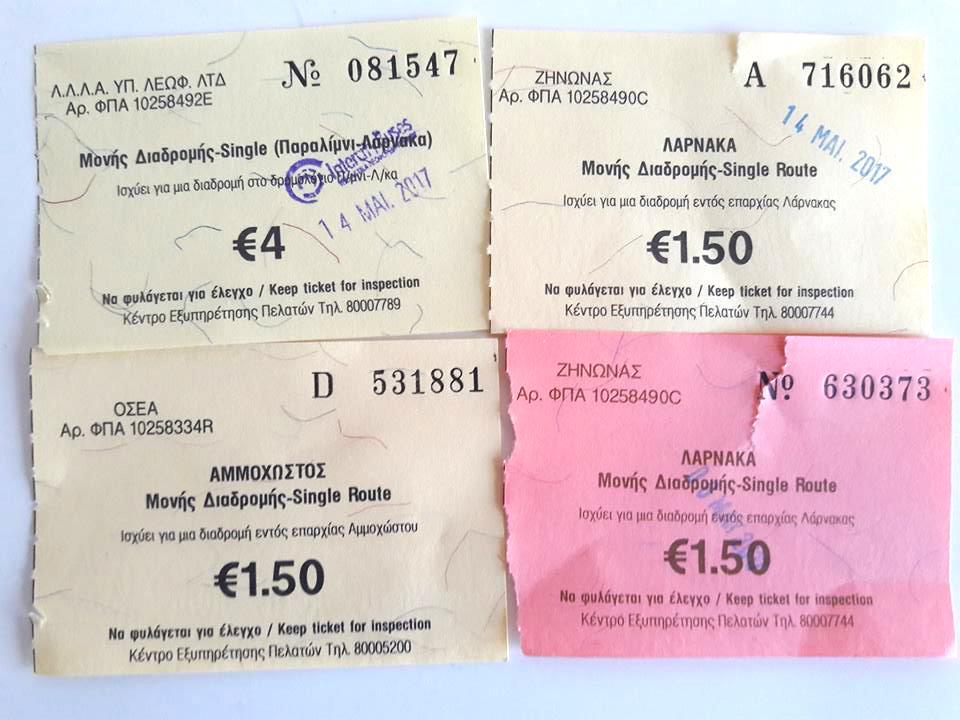 Λ.Λ.Λ.Α. ΥΠ. ΛΕΩΦ. ΛΤΔ
Αρ. ΦΠΑ 10258492E
№ 081547
Μονής Διαδρομής-Single (Παραλίμνι-Λάρνακα)
Ισχύει για μια διαδρομή στο δρομολόγιο Π/μνι-Λ/κα
14 ΜΑΪ. 2017
€4
Να φυλάγεται για έλεγχο / Keep ticket for inspection
Κέντρο Εξυπηρέτησης Πελατών Τηλ. 80007789
ΖΗΝΩΝΑΣ
Αρ. ΦΠΑ 10258490C
A 716062
14 ΜΑΪ. 2017
ΛΑΡΝΑΚΑ
Μονής Διαδρομής-Single Route
Ισχύει για μια διαδρομή εντός επαρχίας Λάρνακας
€1.50
Να φυλάγεται για έλεγχο / Keep ticket for inspection
Κέντρο Εξυπηρέτησης Πελατών Τηλ. 80007744
ΟΣΕΑ
Αρ. ΦΠΑ 10258334R
D 531881
ΑΜΜΟΧΩΣΤΟΣ
Μονής Διαδρομής-Single Route
Ισχύει για μια διαδρομή εντός επαρχίας Αμμοχώστου
€1.50
Να φυλάγεται για έλεγχο / Keep ticket for inspection
Κέντρο Εξυπηρέτησης Πελατών Τηλ. 80005200
ΖΗΝΩΝΑΣ
Αρ. ΦΠΑ 10258490C
№ 630373
ΛΑΡΝΑΚΑ
Μονής Διαδρομής-Single Route
Ισχύει για μια διαδρομή εντός επαρχίας Λάρνακας
€1.50
Να φυλάγεται για έλεγχο / Keep ticket for inspection
Κέντρο Εξυπηρέτησης Πελατών Τηλ. 80007744